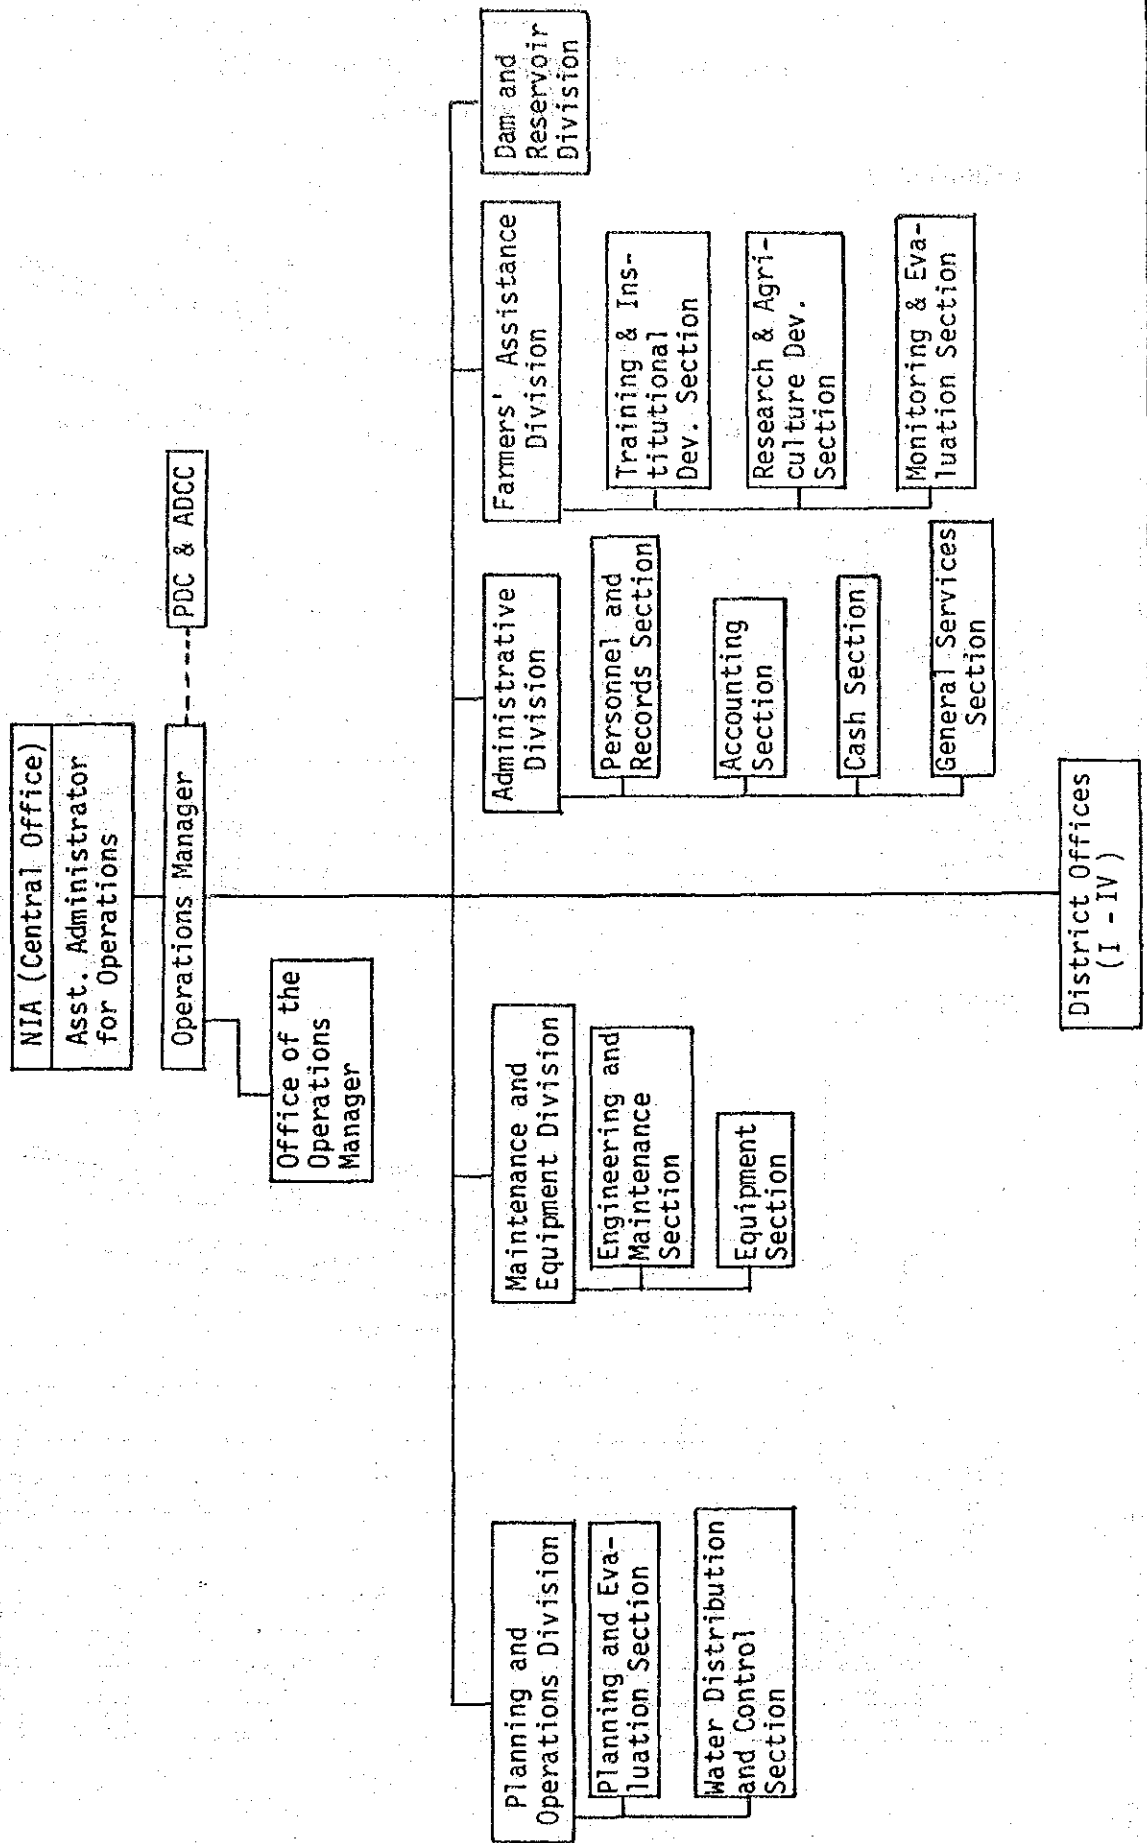 NIA (Central Office)
Asst. Administrator
for Operations
Operations Manager
PDC & ADCC
Office of the
Operations
Manager
Planning and
Operations Division
Planning and Eva-
luation Section
Water Distribution
and Control
Section
Maintenance and
Equipment Division
Engineering and
Maintenance
Section
Equipment
Section
Administrative
Division
Personnel and
Records Section
Accounting
Section
Cash Section
General Services
Section
Farmers' Assistance
Division
Training & Ins-
titutional
Dev. Section
Research & Agri-
culture Dev.
Section
Monitoring & Eva-
luation Section
Dam and
Reservoir
Division
District Offices
(I - IV )